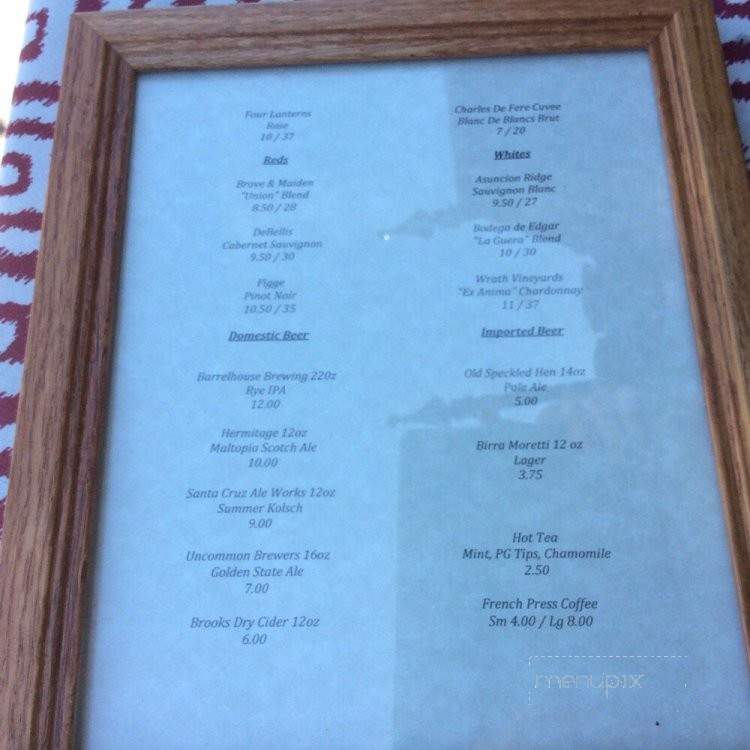 Four Lanterns
Rose
10 / 37
Reds
Brave & Maiden
"Union" Blend
8.50 / 28
DeBellis
Cabernet Sauvignon
9.50 / 30
Figge
Pinot Noir
10.50 / 35
Domestic Beer
Barrelhouse Brewing 22oz
Rye IPA
12.00
Hermitage 12oz
Maltopia Scotch Ale
10.00
Santa Cruz Ale Works 12oz
Summer Kolsch
9.00
Uncommon Brewers 16oz
Golden State Ale
7.00
Brooks Dry Cider 12oz
6.00
Charles De Fere Cuvee
Blanc De Blancs Brut
7 / 20
Whites
Asuncion Ridge
Sauvignon Blanc
9.50 / 27
Bodega de Edgar
"La Guera" Blend
10 / 30
Wrath Vineyards
"Ex Anima" Chardonnay
11 / 37
Imported Beer
Old Speckled Hen 14oz
Pale Ale
5.00
Birra Moretti 12 oz
Lager
3.75
Hot Tea
Mint, PG Tips, Chamomile
2.50
French Press Coffee
Sm 4.00 / Lg 8.00
menupix